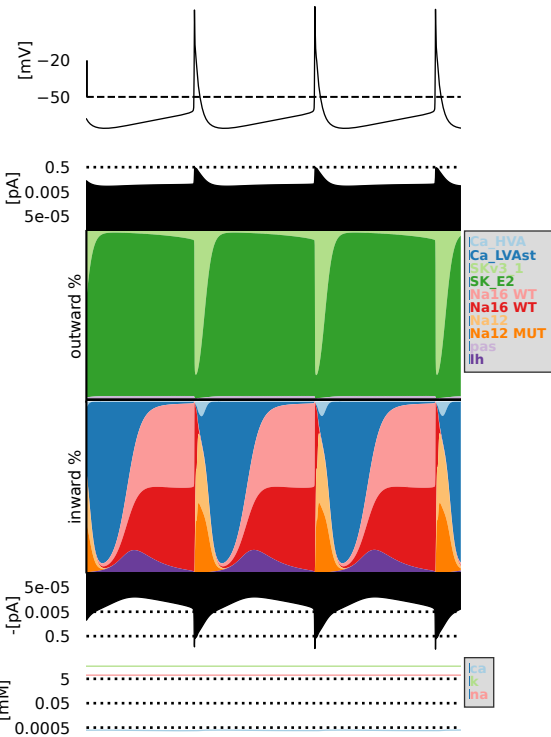 [mV]
−20
−50
[pA]
0.5
0.005
5e-05
outward %
Ca_HVA
Ca_LVAst
SKv3_1
SK_E2
Na16 WT
Na16 WT
Na12
Na12 MUT
pas
Ih
inward %
-[pA]
5e-05
0.005
0.5
[mM]
5
0.05
0.0005
ca
k
na